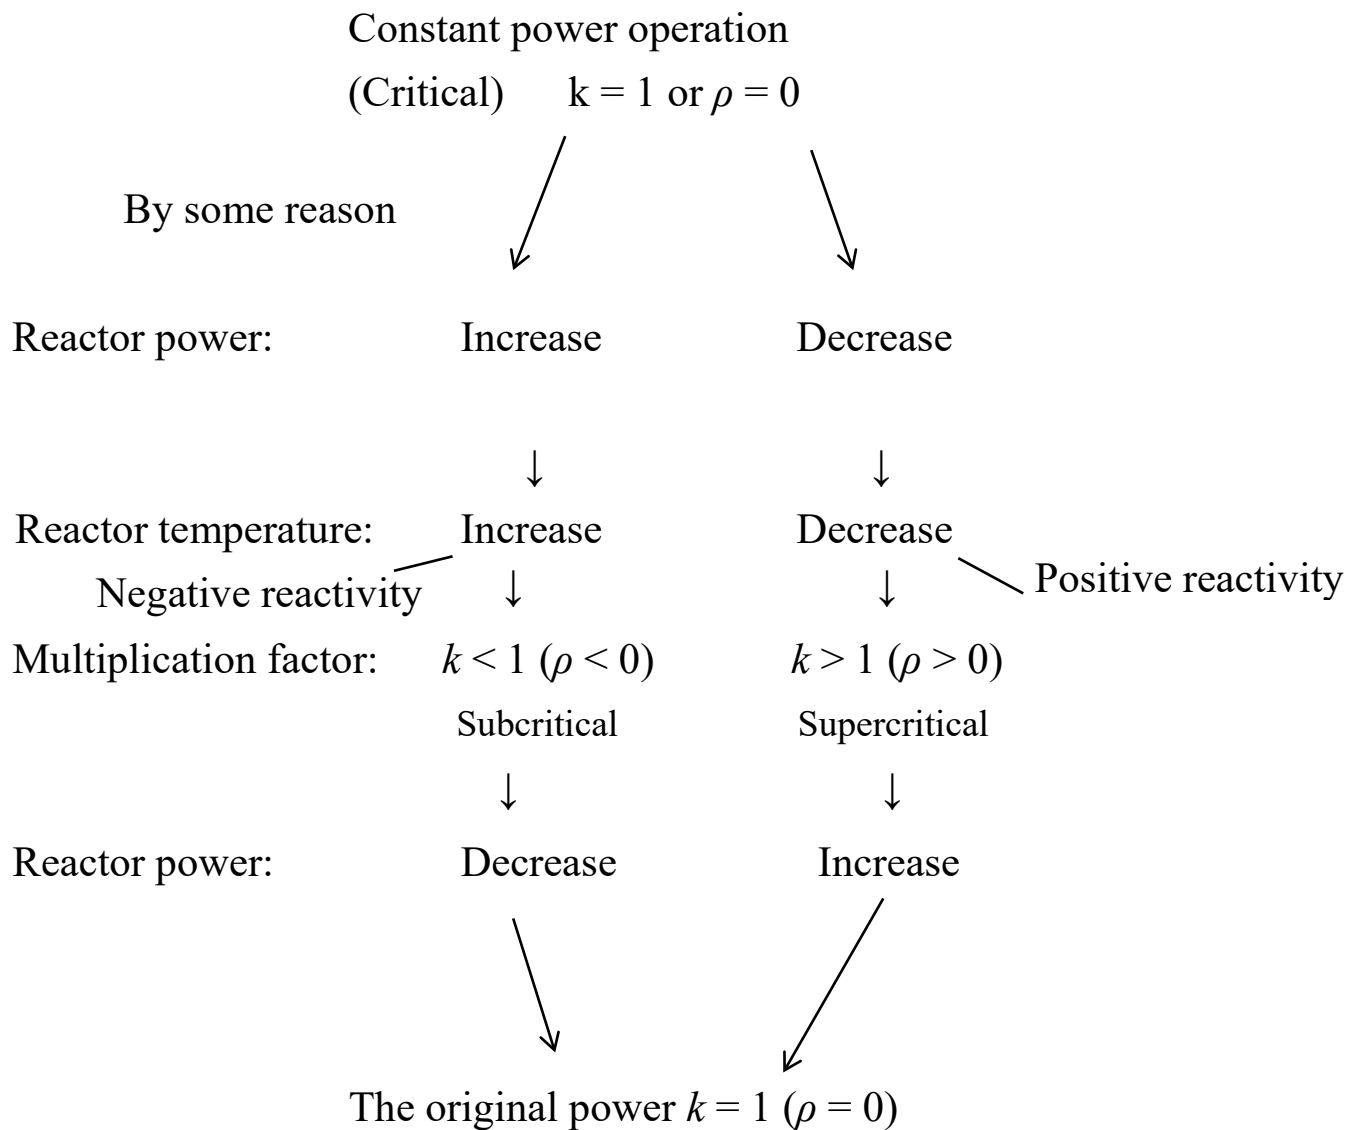 Constant power operation
(Critical) k = 1 or ρ = 0
By some reason
Reactor power: Increase Decrease
↓ ↓
Reactor temperature: Increase Decrease
Negative reactivity ↓ ↓ Positive reactivity
Multiplication factor: k < 1 (ρ < 0) k > 1 (ρ > 0)
Subcritical Supercritical
↓ ↓
Reactor power: Decrease Increase
The original power k = 1 (ρ = 0)